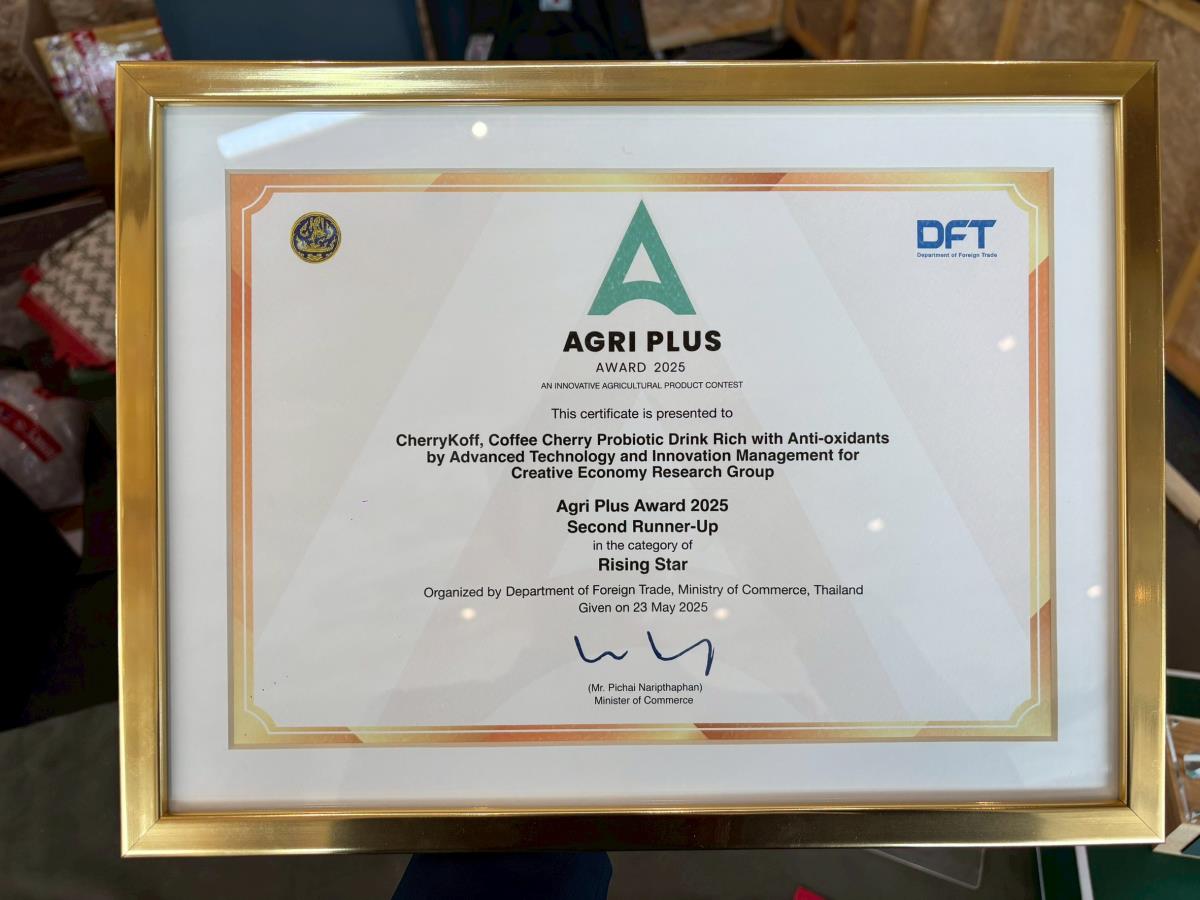 DFT
Department of Foreign Trade
AGRI PLUS
AWARD 2025
AN INNOVATIVE AGRICULTURAL PRODUCT CONTEST
This certificate is presented to
CherryKoff, Coffee Cherry Probiotic Drink Rich with Anti-oxidants
by Advanced Technology and Innovation Management for
Creative Economy Research Group
Agri Plus Award 2025
Second Runner-Up
in the category of
Rising Star
Organized by Department of Foreign Trade, Ministry of Commerce, Thailand
Given on 23 May 2025
(Mr. Pichai Naripthaphan)
Minister of Commerce